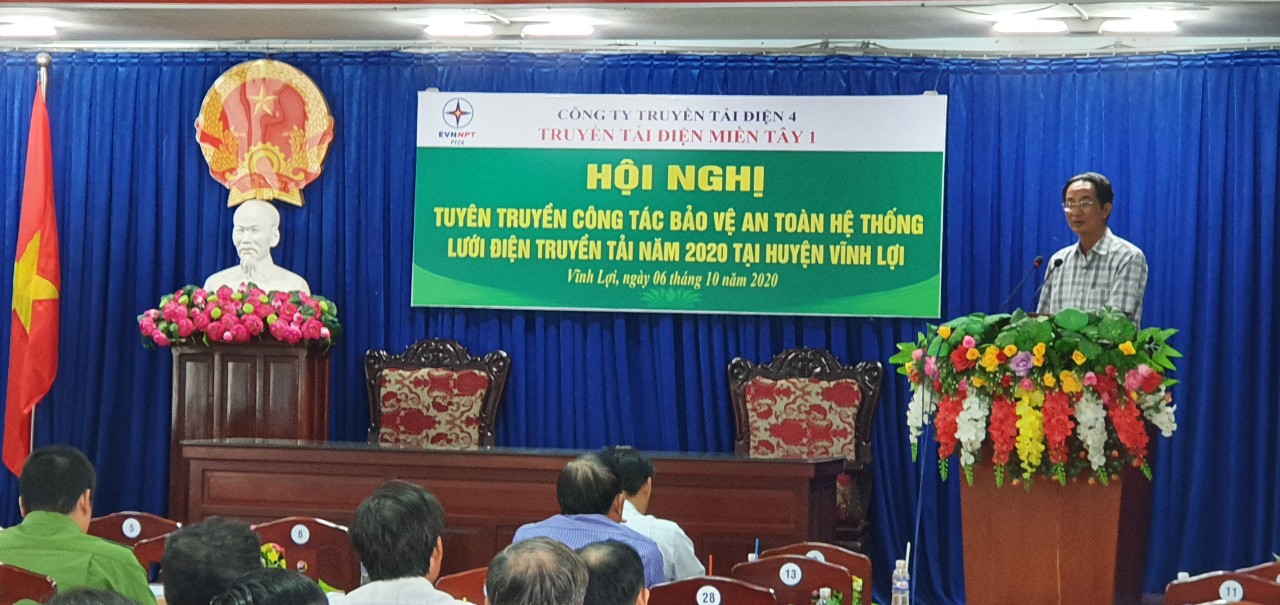 CÔNG TY TRUYỀN TẢI ĐIỆN 4
TRUYỀN TẢI ĐIỆN MIỀN TÂY 1
EVNNPT
PTC4
HỘI NGHỊ
TUYÊN TRUYỀN CÔNG TÁC BẢO VỆ AN TOÀN HỆ THỐNG
LƯỚI ĐIỆN TRUYỀN TẢI NĂM 2020 TẠI HUYỆN VĨNH LỢI
Vĩnh Lợi, ngày 06 tháng 10 năm 2020
5
6
8
13
28
11